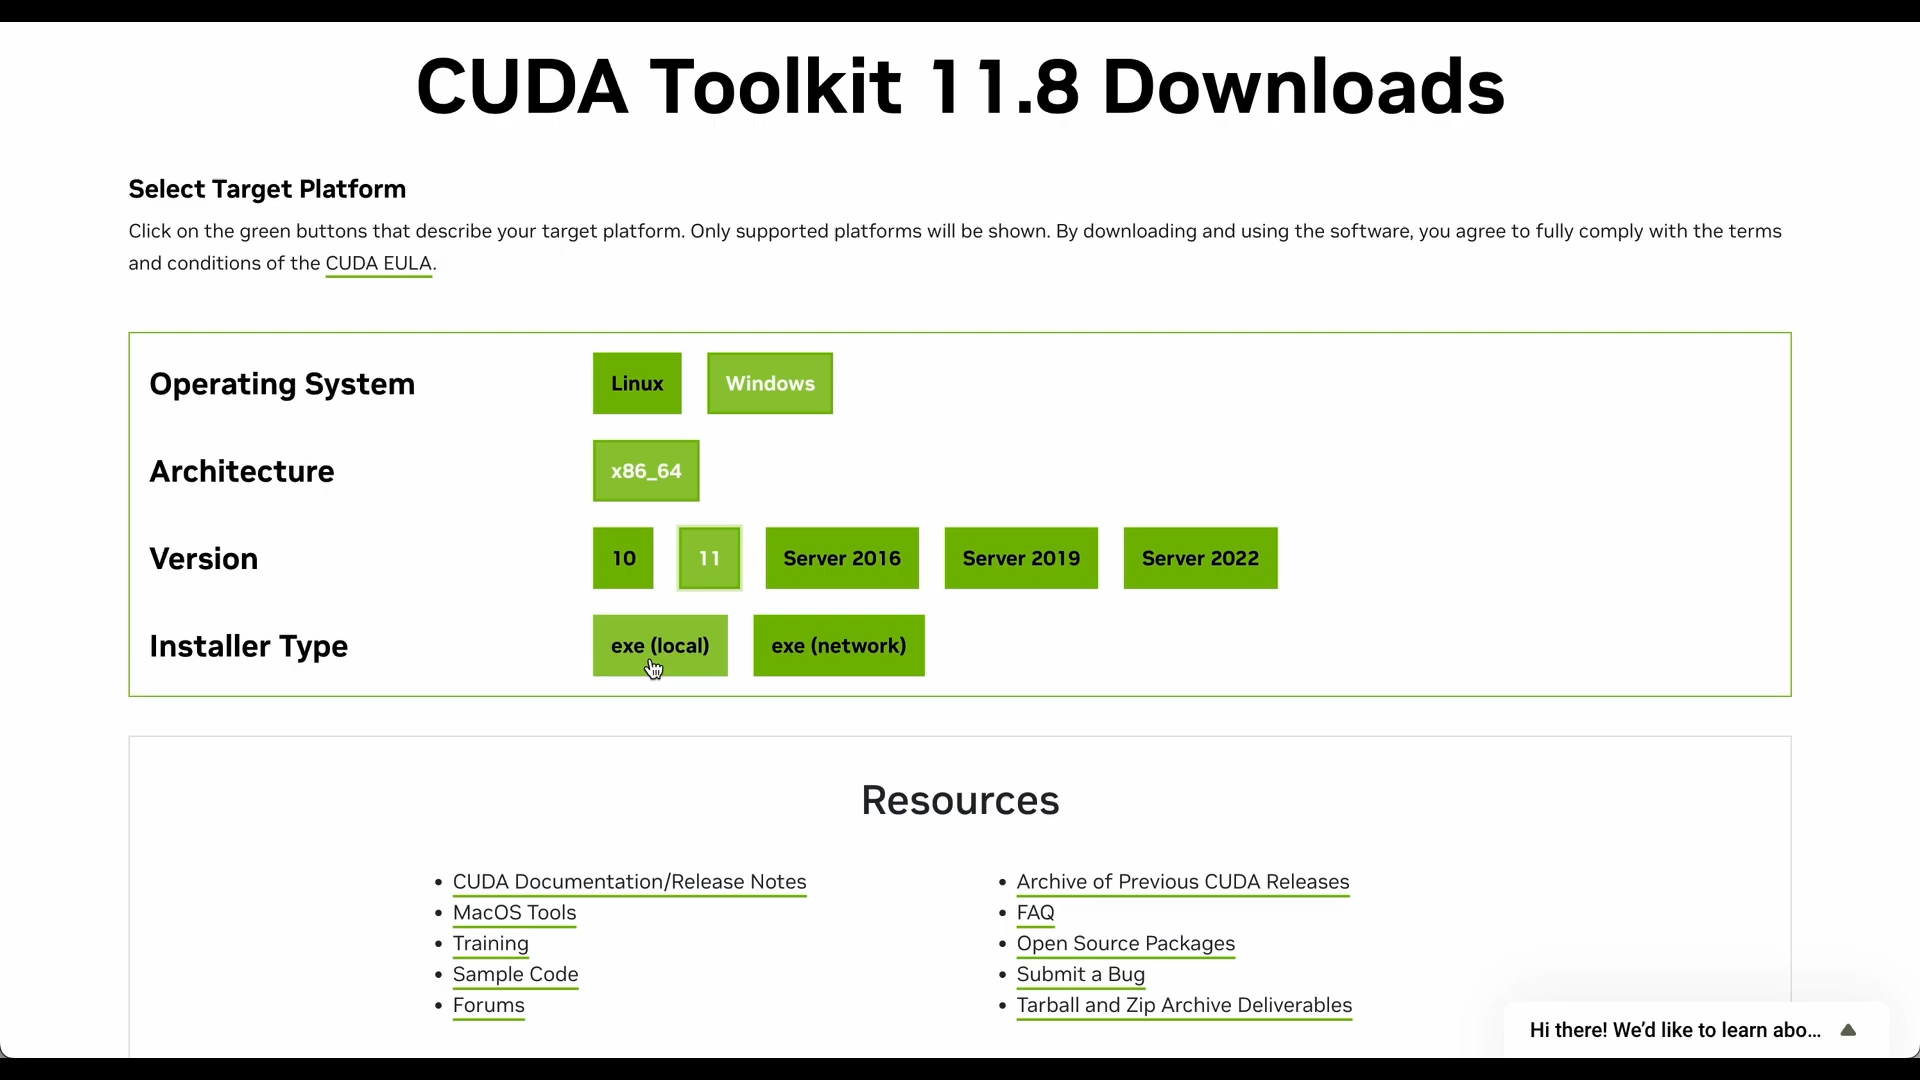 CUDA Toolkit 11.8 Downloads
Select Target Platform
Click on the green buttons that describe your target platform. Only supported platforms will be shown. By downloading and using the software, you agree to fully comply with the terms
and conditions of the CUDA EULA.
Operating System
Linux
Windows
Architecture
x86_64
Version
10
11
Server 2016
Server 2019
Server 2022
Installer Type
exe (local)
exe (network)
Resources
CUDA Documentation/Release Notes
MacOS Tools
Training
Sample Code
Forums
Archive of Previous CUDA Releases
FAQ
Open Source Packages
Submit a Bug
Tarball and Zip Archive Deliverables
Hi there! We’d like to learn abo...